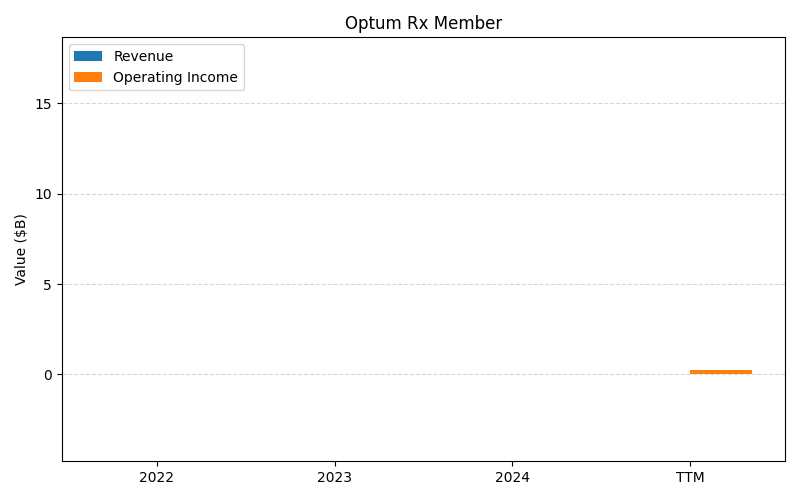 Optum Rx Member
Revenue
Operating Income
Value ($B)
15
10
5
0
2022
2023
2024
TTM